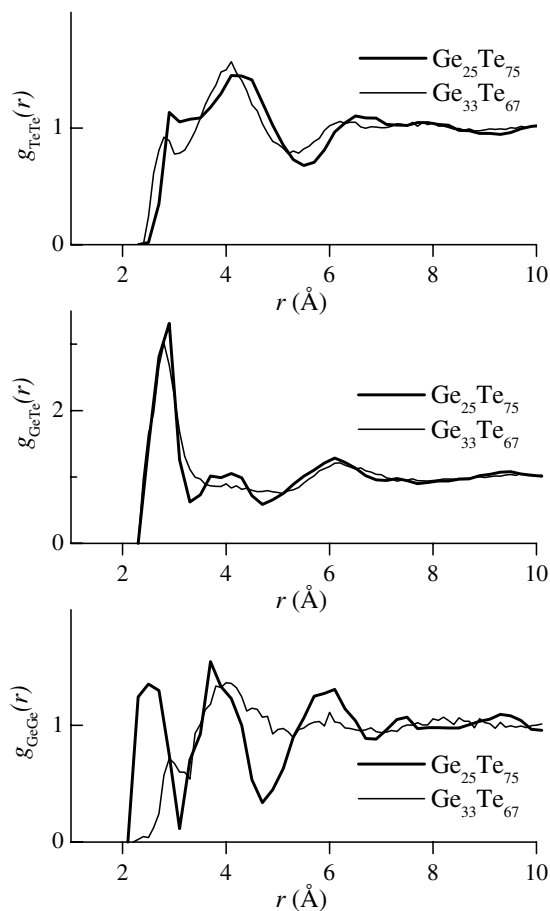 g_TeTe(r)
1
0
Ge₂₅Te₇₅
Ge₃₃Te₆₇
2 4 6 8 10
r (Å)
g_GeTe(r)
2
0
Ge₂₅Te₇₅
Ge₃₃Te₆₇
2 4 6 8 10
r (Å)
g_GeGe(r)
1
0
Ge₂₅Te₇₅
Ge₃₃Te₆₇
2 4 6 8 10
r (Å)